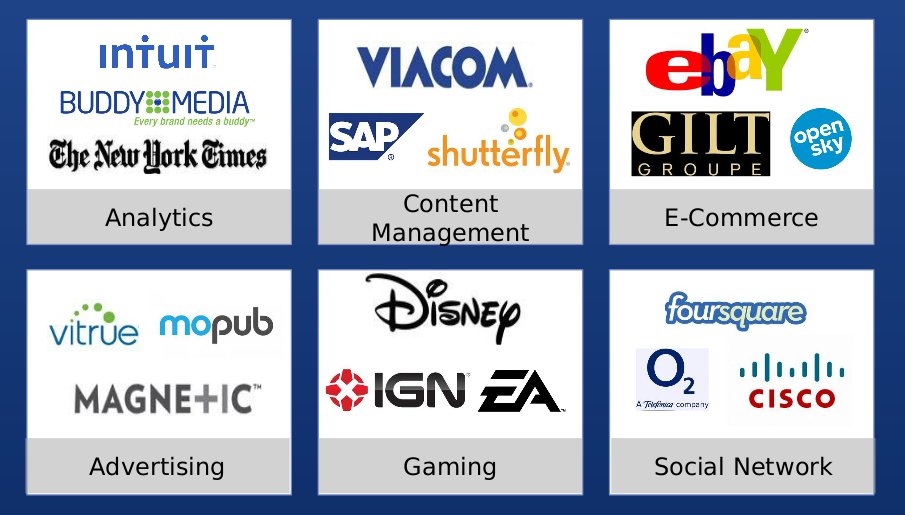 intuit
BUDDY MEDIA
Every brand needs a buddy™
The New York Times
Analytics
VIACOM®
SAP®
shutterfly®
Content
Management
ebay®
GILT
GROUPE
open
sky
E-Commerce
vitrue
mopub
MAGNETIC™
Advertising
DISNEY
IGN®
EA™
Gaming
foursquare
O2
A Telefónica company
CISCO
Social Network